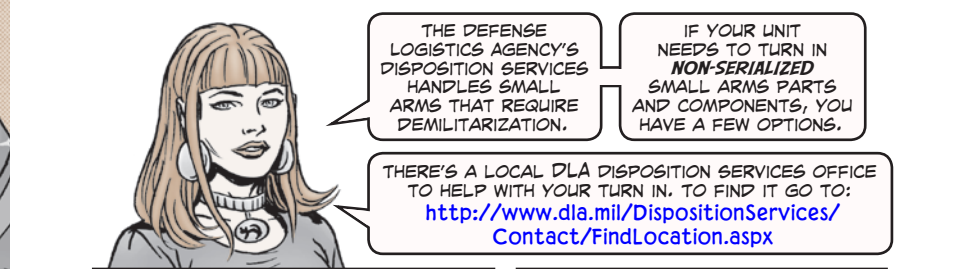 THE DEFENSE
LOGISTICS AGENCY'S
DISPOSITION SERVICES
HANDLES SMALL
ARMS THAT REQUIRE
DEMILITARIZATION.
IF YOUR UNIT
NEEDS TO TURN IN
NON-SERIALIZED
SMALL ARMS PARTS
AND COMPONENTS, YOU
HAVE A FEW OPTIONS.
THERE'S A LOCAL DLA DISPOSITION SERVICES OFFICE
TO HELP WITH YOUR TURN IN. TO FIND IT GO TO:
http://www.dla.mil/DispositionServices/
Contact/FindLocation.aspx